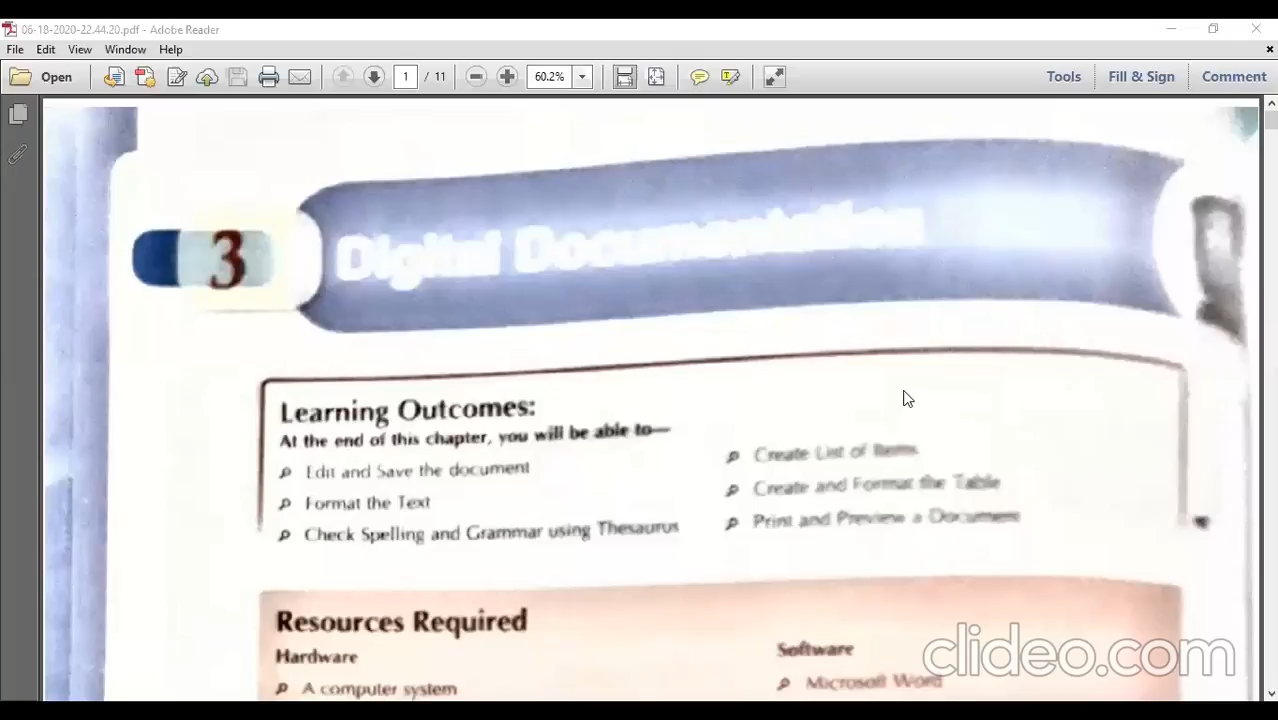 06-18-2020-22.44.20.pdf - Adobe Reader
File Edit View Window Help
Open 1 / 11 60.2% Tools Fill & Sign Comment
3 Digital Documentation
Learning Outcomes:
At the end of this chapter, you will be able to—
Edit and Save the document
Format the Text
Check Spelling and Grammar using Thesaurus
Create List of Items
Create and Format the Table
Print and Preview a Document
Resources Required
Hardware
A computer system
Software
Microsoft Word
clideo.com